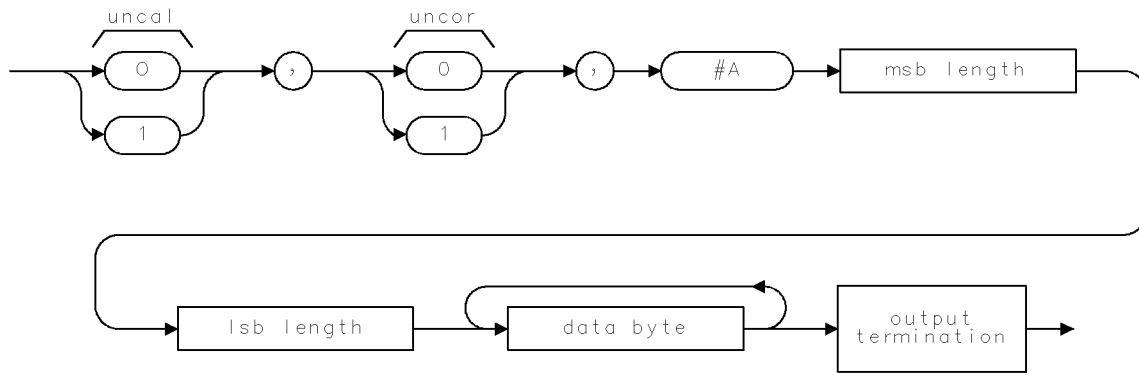 uncal
uncor
0
,
0
,
#A
msb length
1
1
lsb length
data byte
output
termination